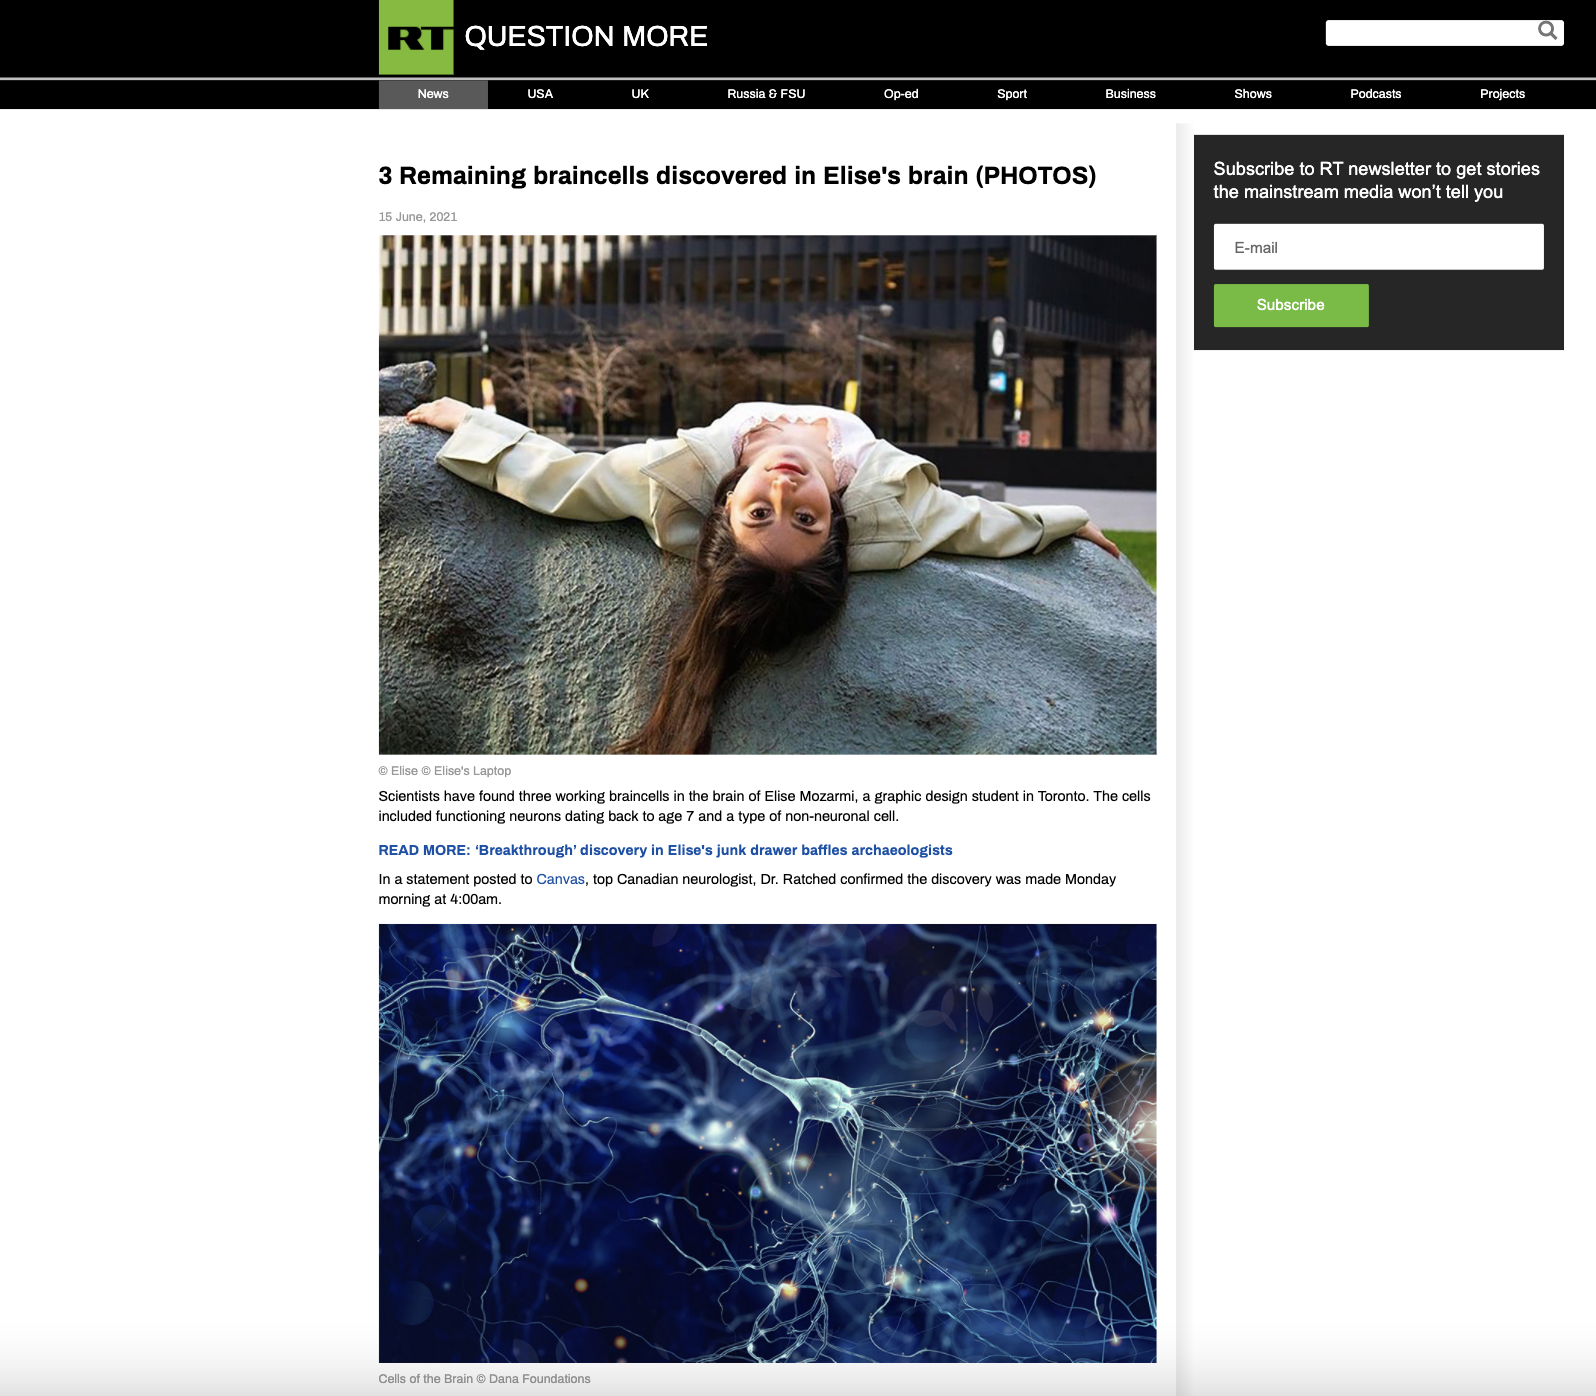 RT QUESTION MORE
News USA UK Russia & FSU Op-ed Sport Business Shows Podcasts Projects
3 Remaining braincells discovered in Elise's brain (PHOTOS)
15 June, 2021
© Elise © Elise's Laptop
Scientists have found three working braincells in the brain of Elise Mozarmi, a graphic design student in Toronto. The cells
included functioning neurons dating back to age 7 and a type of non-neuronal cell.
READ MORE: ‘Breakthrough’ discovery in Elise's junk drawer baffles archaeologists
In a statement posted to Canvas, top Canadian neurologist, Dr. Ratched confirmed the discovery was made Monday
morning at 4:00am.
Cells of the Brain © Dana Foundations
Subscribe to RT newsletter to get stories
the mainstream media won’t tell you
E-mail
Subscribe